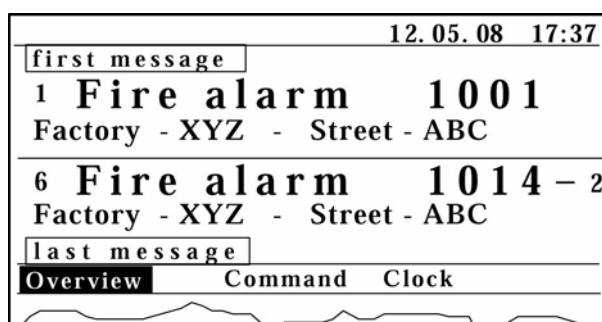 12.05.08 17:37
first message
1 Fire alarm 1001
Factory - XYZ - Street - ABC
6 Fire alarm 1014 – 2
Factory - XYZ - Street - ABC
last message
Overview Command Clock